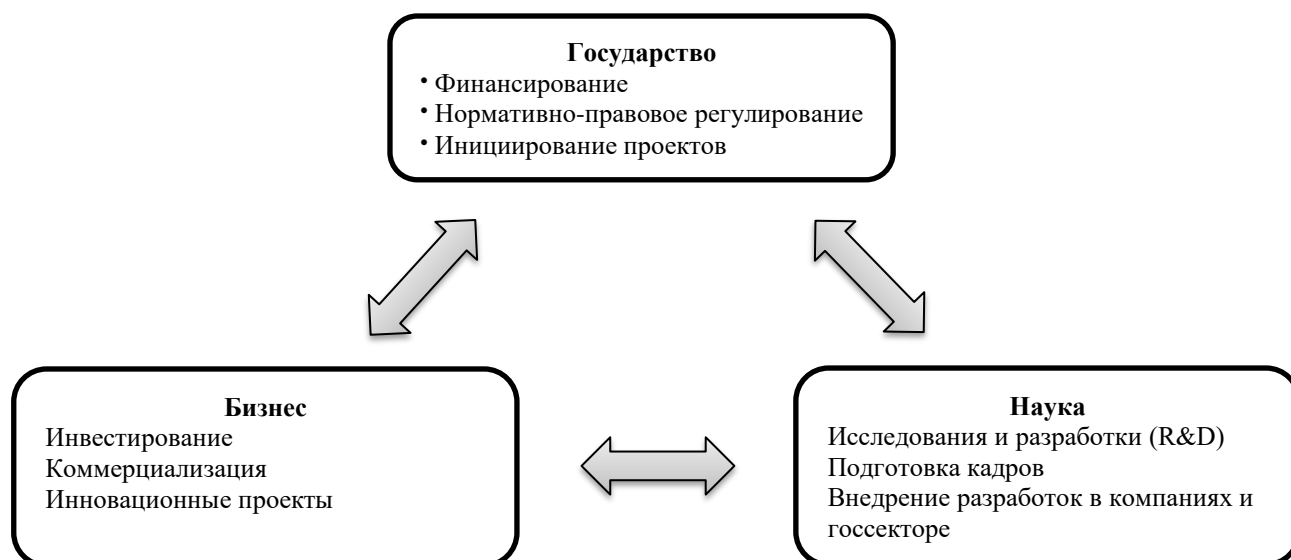 Государство
• Финансирование
• Нормативно-правовое регулирование
• Инициирование проектов
Бизнес
Инвестирование
Коммерциализация
Инновационные проекты
Наука
Исследования и разработки (R&D)
Подготовка кадров
Внедрение разработок в компаниях и
госсекторе